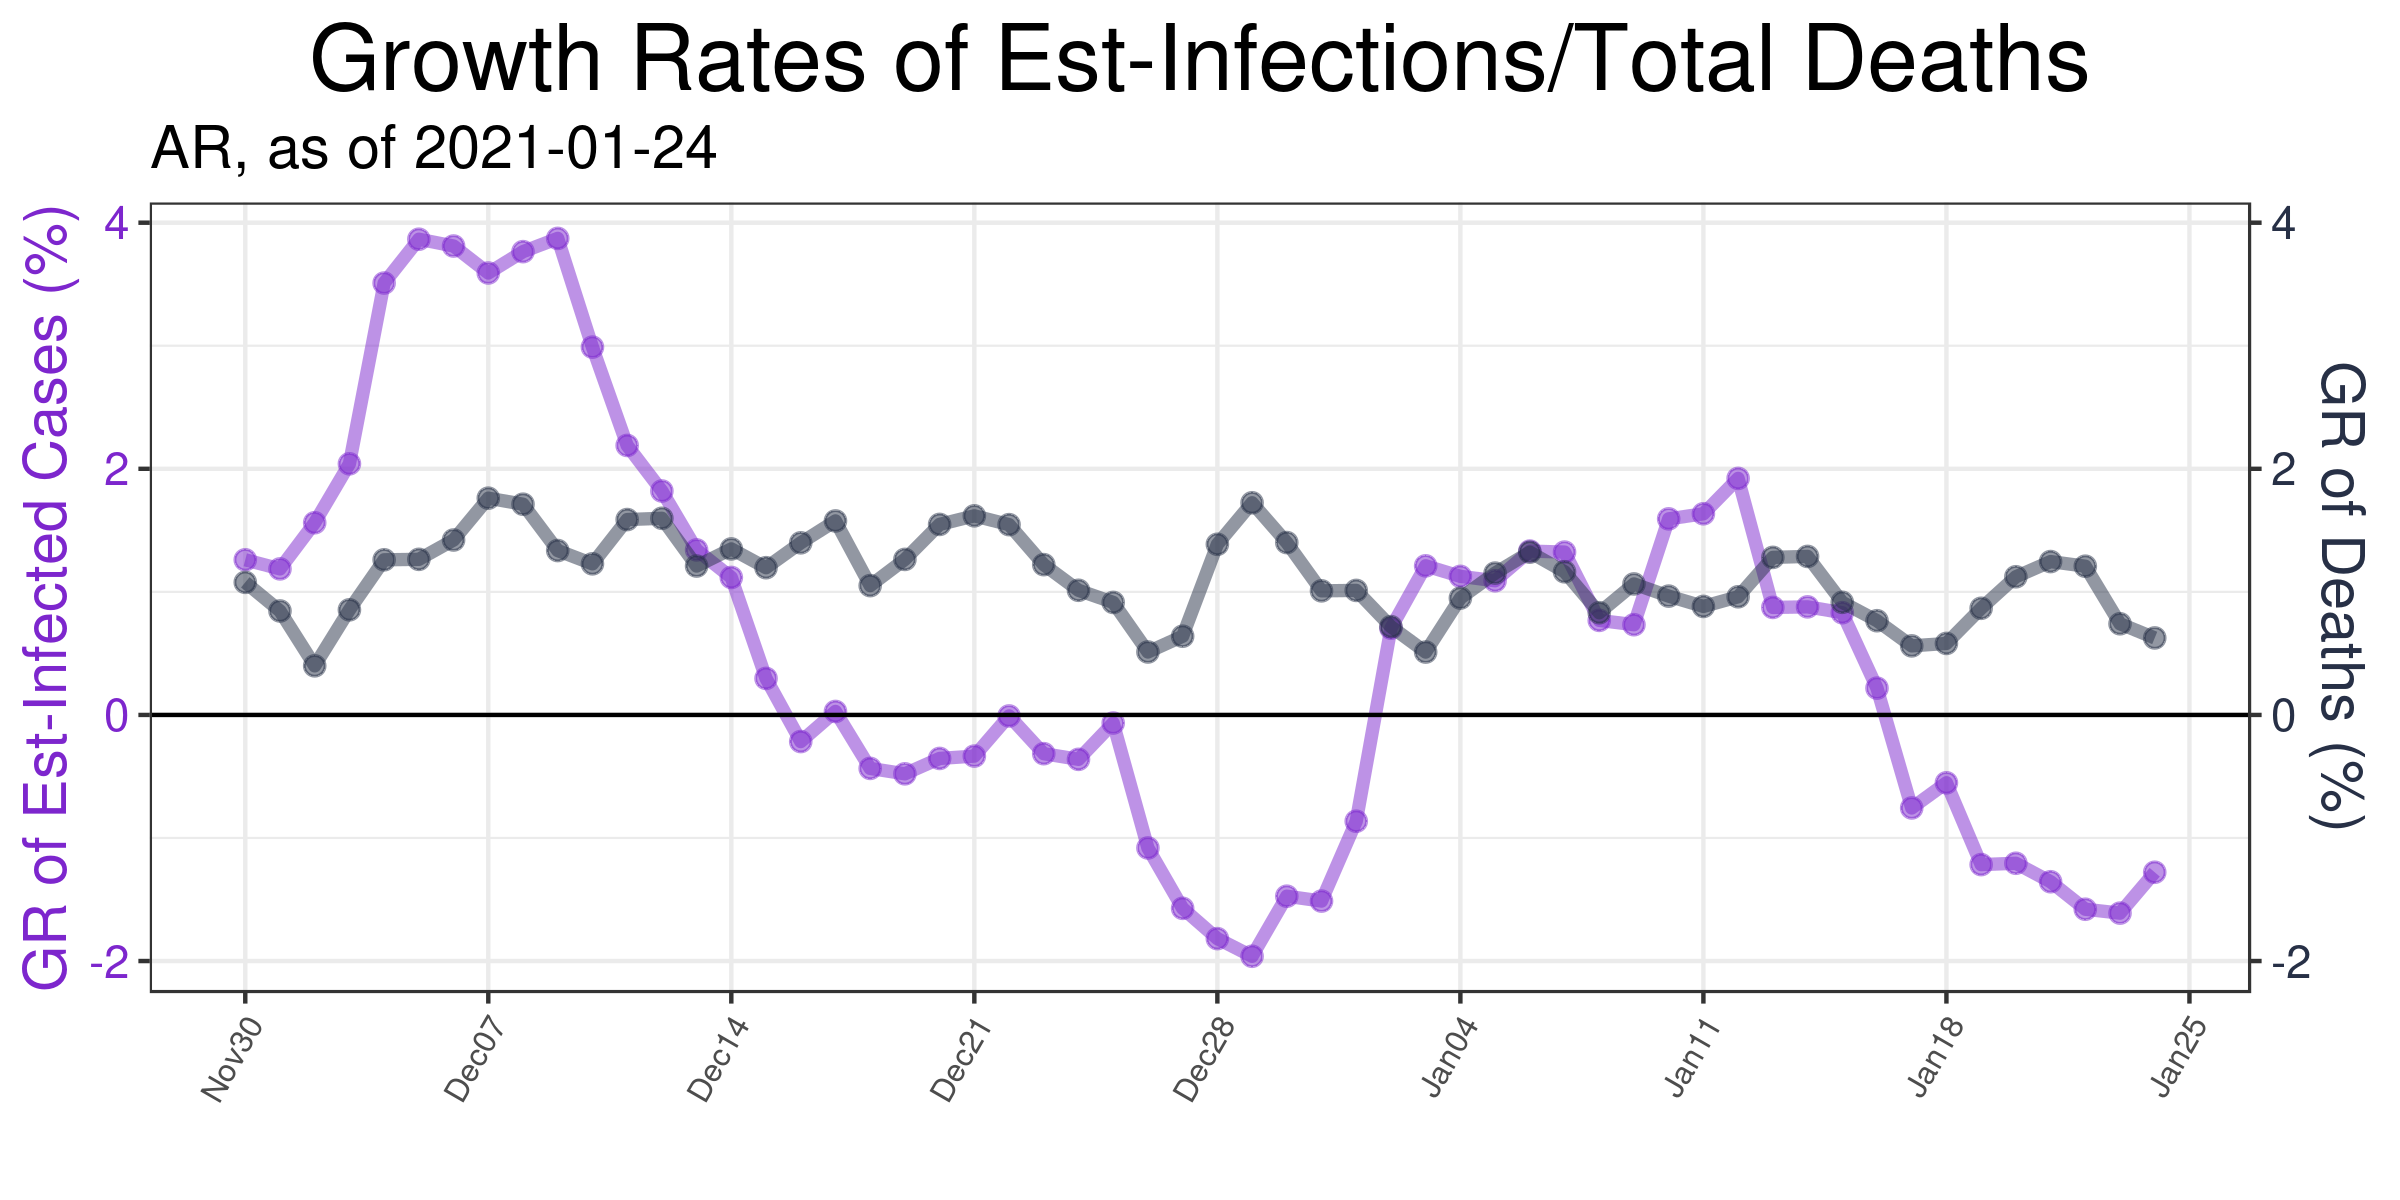 Growth Rates of Est-Infections/Total Deaths
AR, as of 2021-01-24
GR of Est-Infected Cases (%)
4
2
0
-2
4
2
0
-2
GR of Deaths (%)
Nov30
Dec07
Dec14
Dec21
Dec28
Jan04
Jan11
Jan18
Jan25